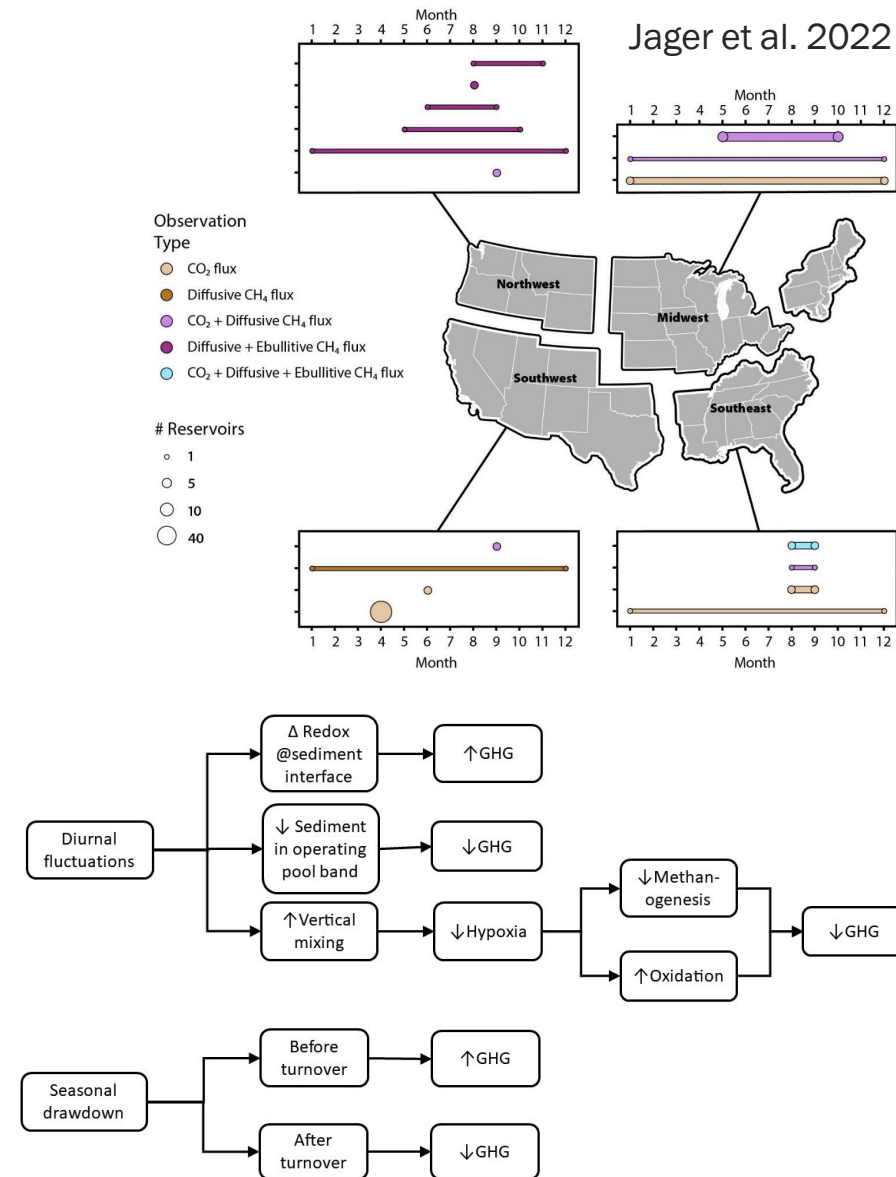 Jager et al. 2022
Month
1 2 3 4 5 6 7 8 9 10 11 12
Month
1 2 3 4 5 6 7 8 9 10 11 12
Observation
Type
CO₂ flux
Diffusive CH₄ flux
CO₂ + Diffusive CH₄ flux
Diffusive + Ebullitive CH₄ flux
CO₂ + Diffusive + Ebullitive CH₄ flux
# Reservoirs
1
5
10
40
Northwest
Midwest
Southwest
Southeast
1 2 3 4 5 6 7 8 9 10 11 12
Month
1 2 3 4 5 6 7 8 9 10 11 12
Month
Diurnal
fluctuations
Δ Redox
@sediment
interface
↑GHG
↓ Sediment
in operating
pool band
↓GHG
↑Vertical
mixing
↓Hypoxia
↓Methan-
ogenesis
↑Oxidation
↓GHG
Seasonal
drawdown
Before
turnover
↑GHG
After
turnover
↓GHG